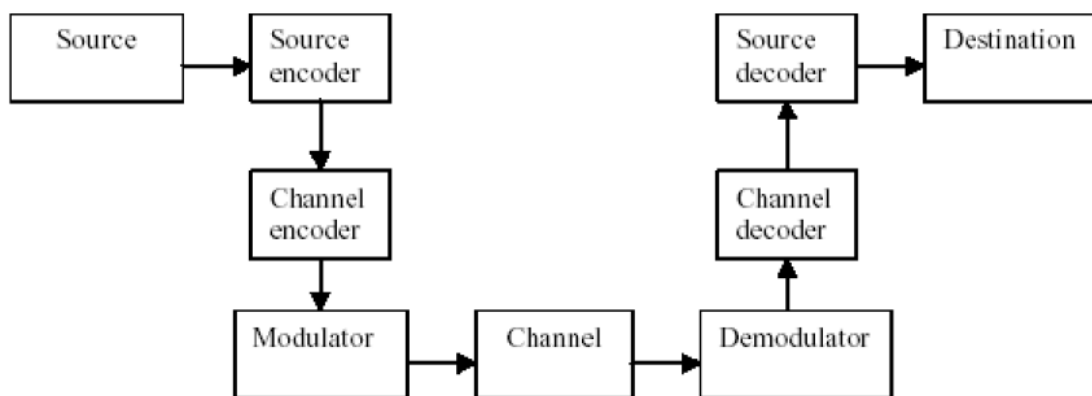 Source
Source
encoder
Source
decoder
Destination
Channel
encoder
Channel
decoder
Modulator
Channel
Demodulator